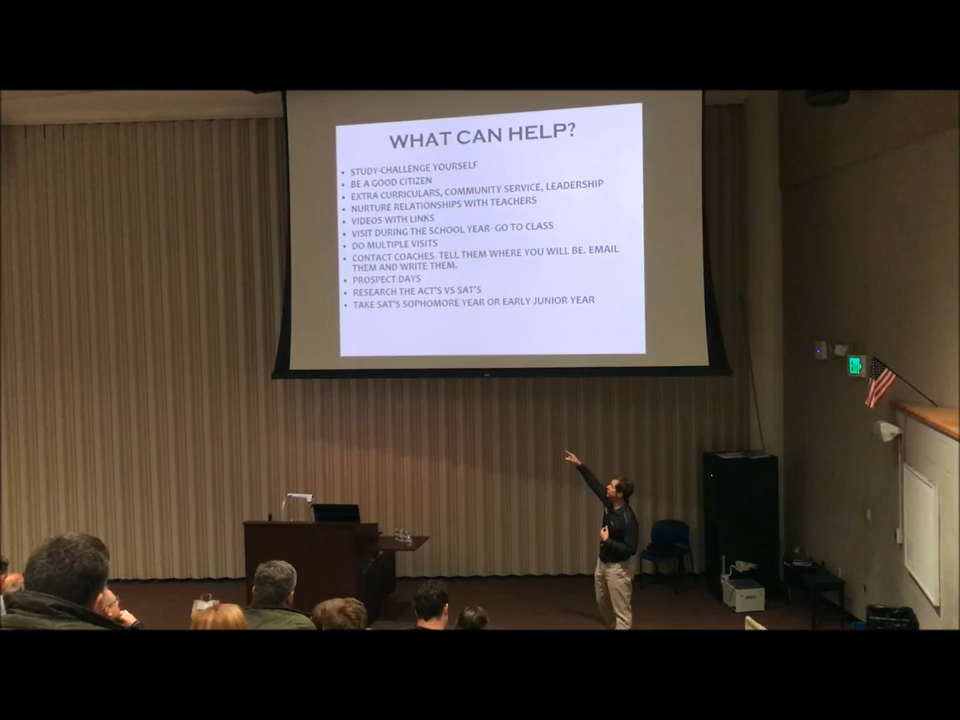 WHAT CAN HELP?
• STUDY-CHALLENGE YOURSELF
• BE A GOOD CITIZEN
• EXTRA CURRICULARS, COMMUNITY SERVICE, LEADERSHIP
• NURTURE RELATIONSHIPS WITH TEACHERS
• VIDEOS WITH LINKS
• VISIT DURING THE SCHOOL YEAR- GO TO CLASS
• DO MULTIPLE VISITS
• CONTACT COACHES. TELL THEM WHERE YOU WILL BE. EMAIL
THEM AND WRITE THEM.
• PROSPECT DAYS
• RESEARCH THE ACT'S VS SAT'S
• TAKE SAT'S SOPHOMORE YEAR OR EARLY JUNIOR YEAR